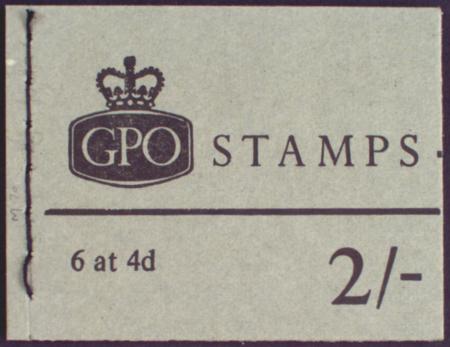 GPO STAMPS
6 at 4d
2/-